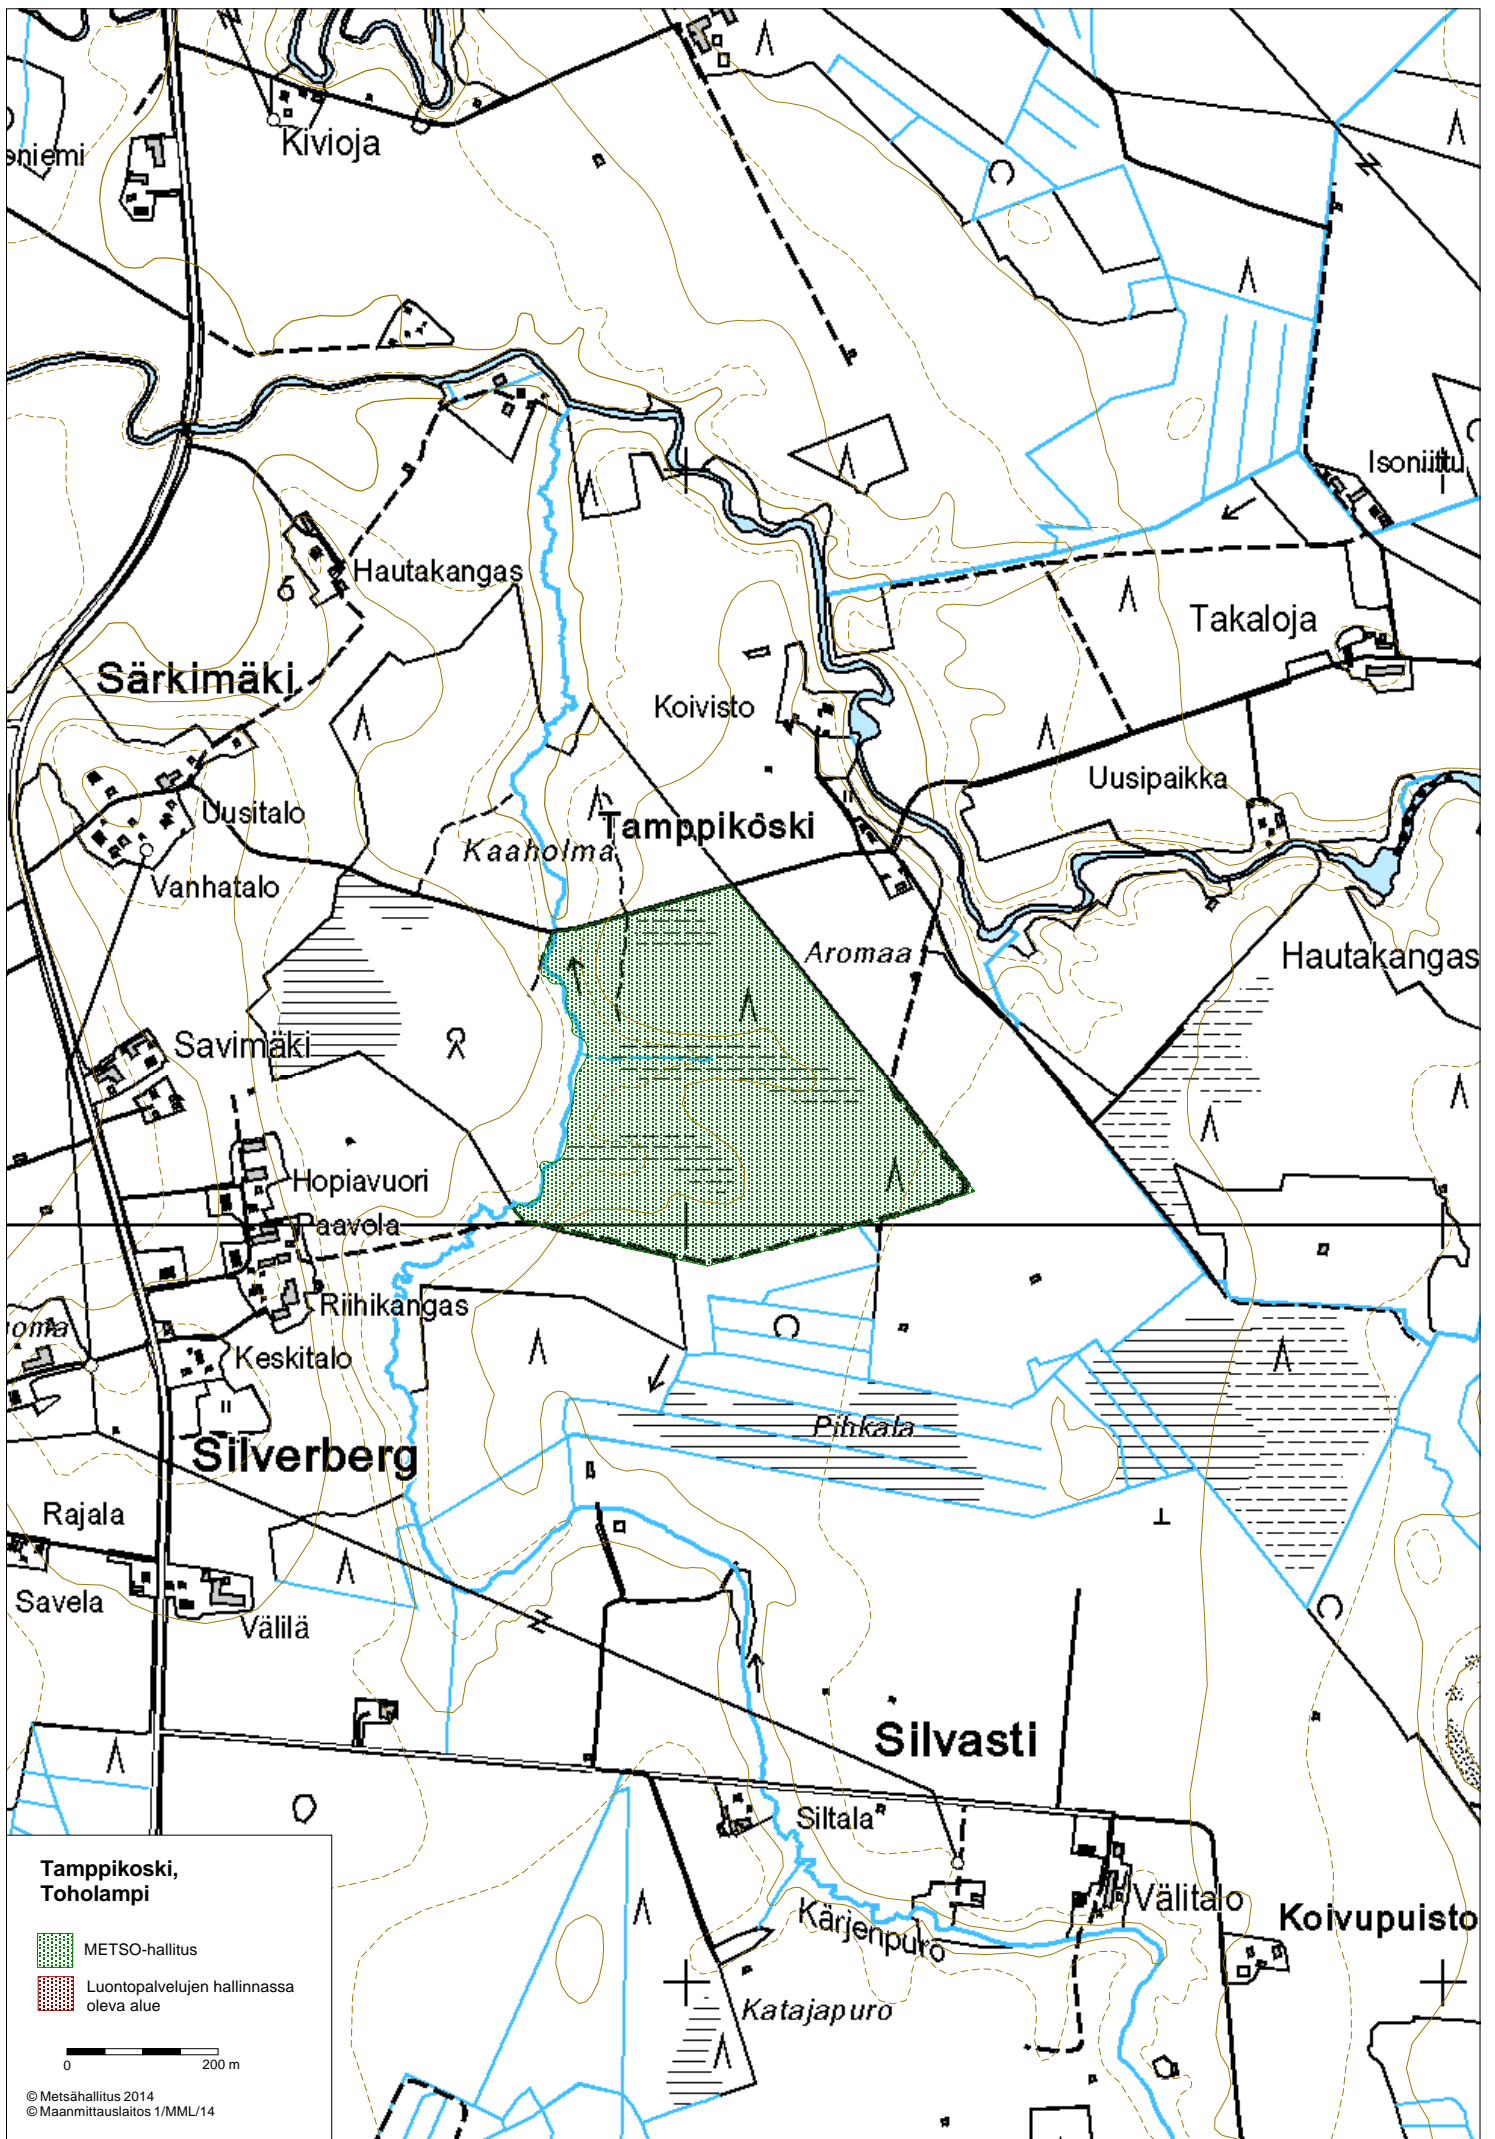 Kivioja
oniemi
Isoniittu
Hautakangas
Takaloja
Särkimäki
Koivisto
Uusipaikka
Uusitalo
Tamppikoski
Kaaholma
Vanhatalo
Aromaa
Hautakangas
Savimäki
Hopiavuori
Paavola
Riihikangas
oma
Keskitalo
Pihkala
Silverberg
Rajala
Savela
Välilä
Silvasti
Siltala
Välitalo
Kärjenpuro
Koivupuisto
Katajapuro
Tamppikoski,
Toholampi
METSO-hallitus
Luontopalvelujen hallinnassa
oleva alue
0 200 m
© Metsähallitus 2014
© Maanmittauslaitos 1/MML/14